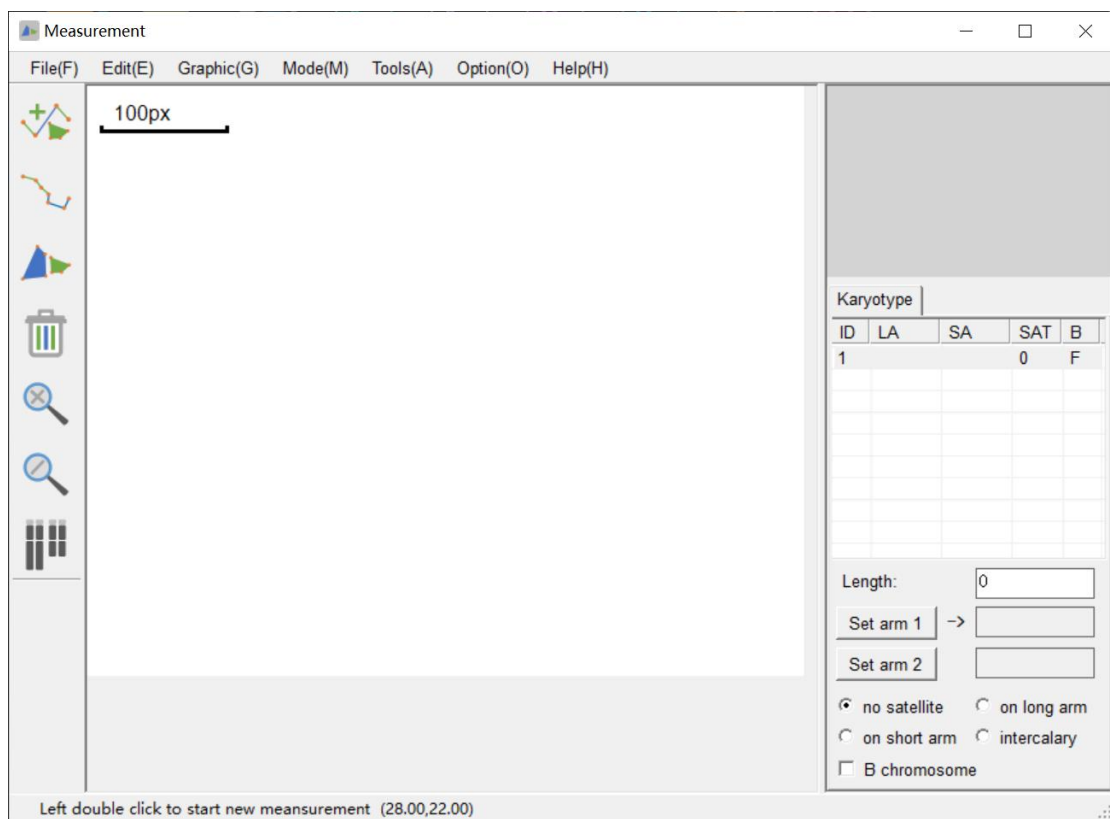 Measurement
File(F) Edit(E) Graphic(G) Mode(M) Tools(A) Option(O) Help(H)
100px
Karyotype
ID LA SA SAT B
1 0 F
Length: 0
Set arm 1 ->
Set arm 2
no satellite on long arm
on short arm intercalary
B chromosome
Left double click to start new meansurement (28.00,22.00)